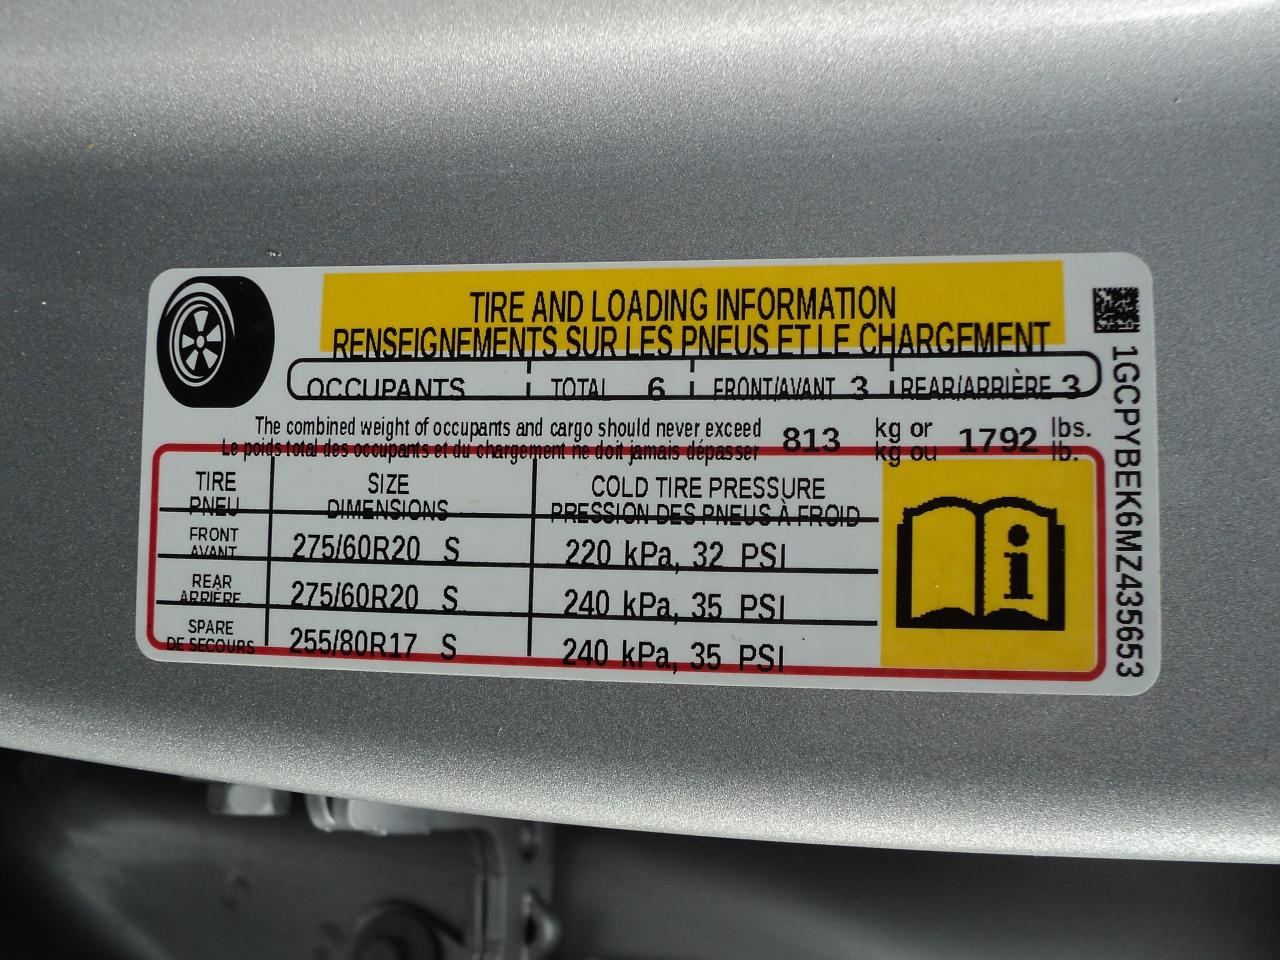 TIRE AND LOADING INFORMATION
RENSEIGNEMENTS SUR LES PNEUS ET LE CHARGEMENT
OCCUPANTS TOTAL 6 FRONT/AVANT 3 REAR/ARRIÈRE 3
The combined weight of occupants and cargo should never exceed 813 kg or 1792 lbs.
Le poids total des occupants et du chargement ne doit jamais dépasser kg ou lb.
TIRE SIZE COLD TIRE PRESSURE
PNEU DIMENSIONS PRESSION DES PNEUS À FROID
FRONT AVANT 275/60R20 S 220 kPa, 32 PSI
REAR ARRIÈRE 275/60R20 S 240 kPa, 35 PSI
SPARE DE SECOURS 255/80R17 S 240 kPa, 35 PSI
1GCPYBEK6MZ435653